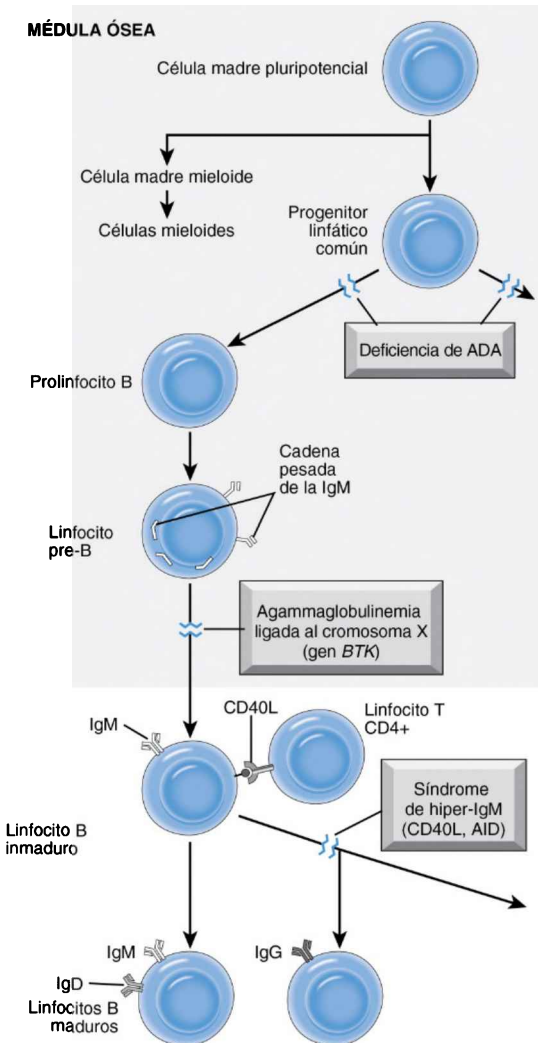 MÉDULA ÓSEA
Célula madre pluripotencial
Célula madre mieloide
Células mieloides
Progenitor
linfático
común
Deficiencia de ADA
Prolinfocito B
Cadena
pesada
de la IgM
Linfocito
pre-B
Agammaglobulinemia
ligada al cromosoma X
(gen BTK)
IgM
CD40L
Linfocito T
CD4+
Síndrome
de hiper-IgM
(CD40L, AID)
Linfocito B
inmaduro
IgM
IgD
Linfocitos B
maduros
IgG